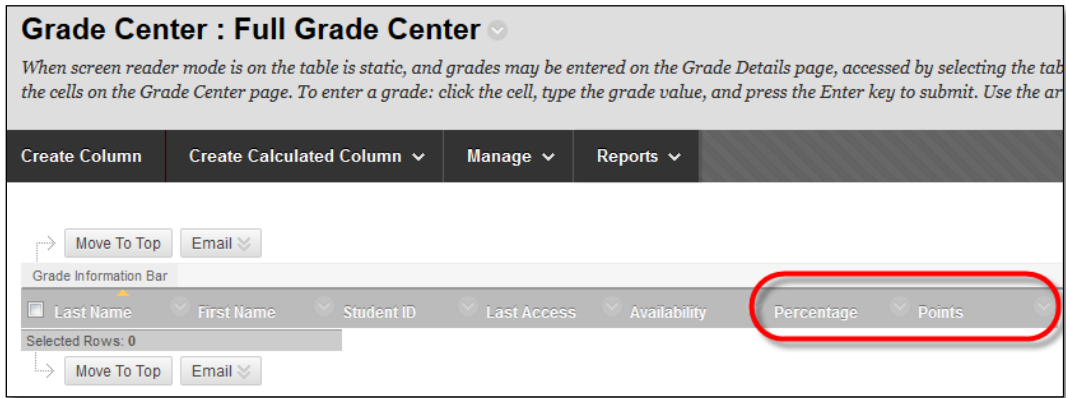 Grade Center : Full Grade Center
When screen reader mode is on the table is static, and grades may be entered on the Grade Details page, accessed by selecting the tab
the cells on the Grade Center page. To enter a grade: click the cell, type the grade value, and press the Enter key to submit. Use the ar
Create Column Create Calculated Column Manage Reports
Move To Top Email
Grade Information Bar
Last Name First Name Student ID Last Access Availability Percentage Points
Selected Rows: 0
Move To Top Email